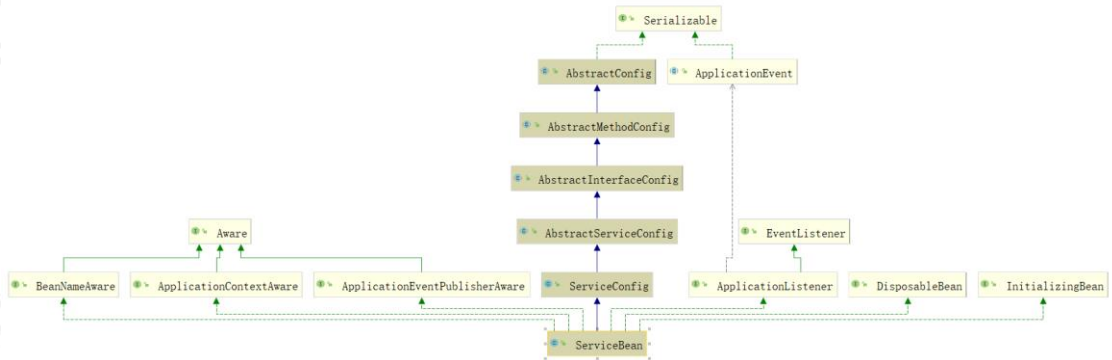 Serializable
AbstractConfig
ApplicationEvent
AbstractMethodConfig
AbstractInterfaceConfig
Aware
AbstractServiceConfig
EventListener
BeanNameAware
ApplicationContextAware
ApplicationEventPublisherAware
ServiceConfig
ApplicationListener
DisposableBean
InitializingBean
ServiceBean